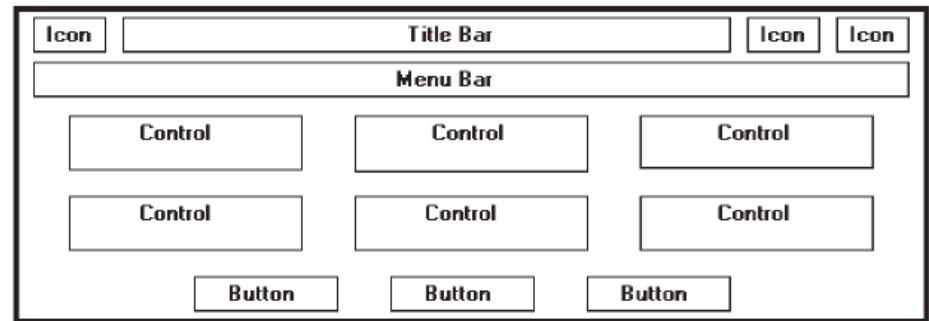 Icon Title Bar Icon Icon
Menu Bar
Control Control Control
Control Control Control
Button Button Button